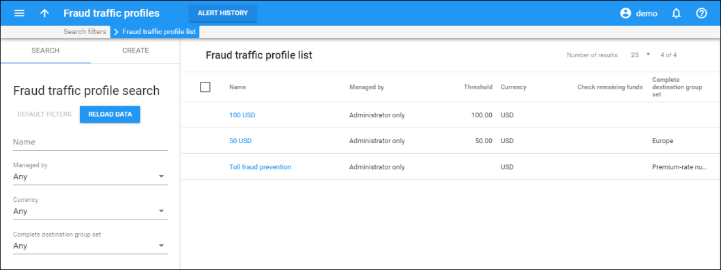 Fraud traffic profiles
ALERT HISTORY
demo
Search filters
Fraud traffic profile list
SEARCH
CREATE
Fraud traffic profile search
DEFAULT FILTERS
RELOAD DATA
Name
Managed by
Any
Currency
Any
Complete destination group set
Any
Fraud traffic profile list
Number of results: 25
4 of 4
Name Managed by Threshold Currency Check remaining funds Complete destination group set
100 USD Administrator only 100.00 USD
50 USD Administrator only 50.00 USD Europe
Toll fraud prevention Administrator only USD Premium-rate nu...